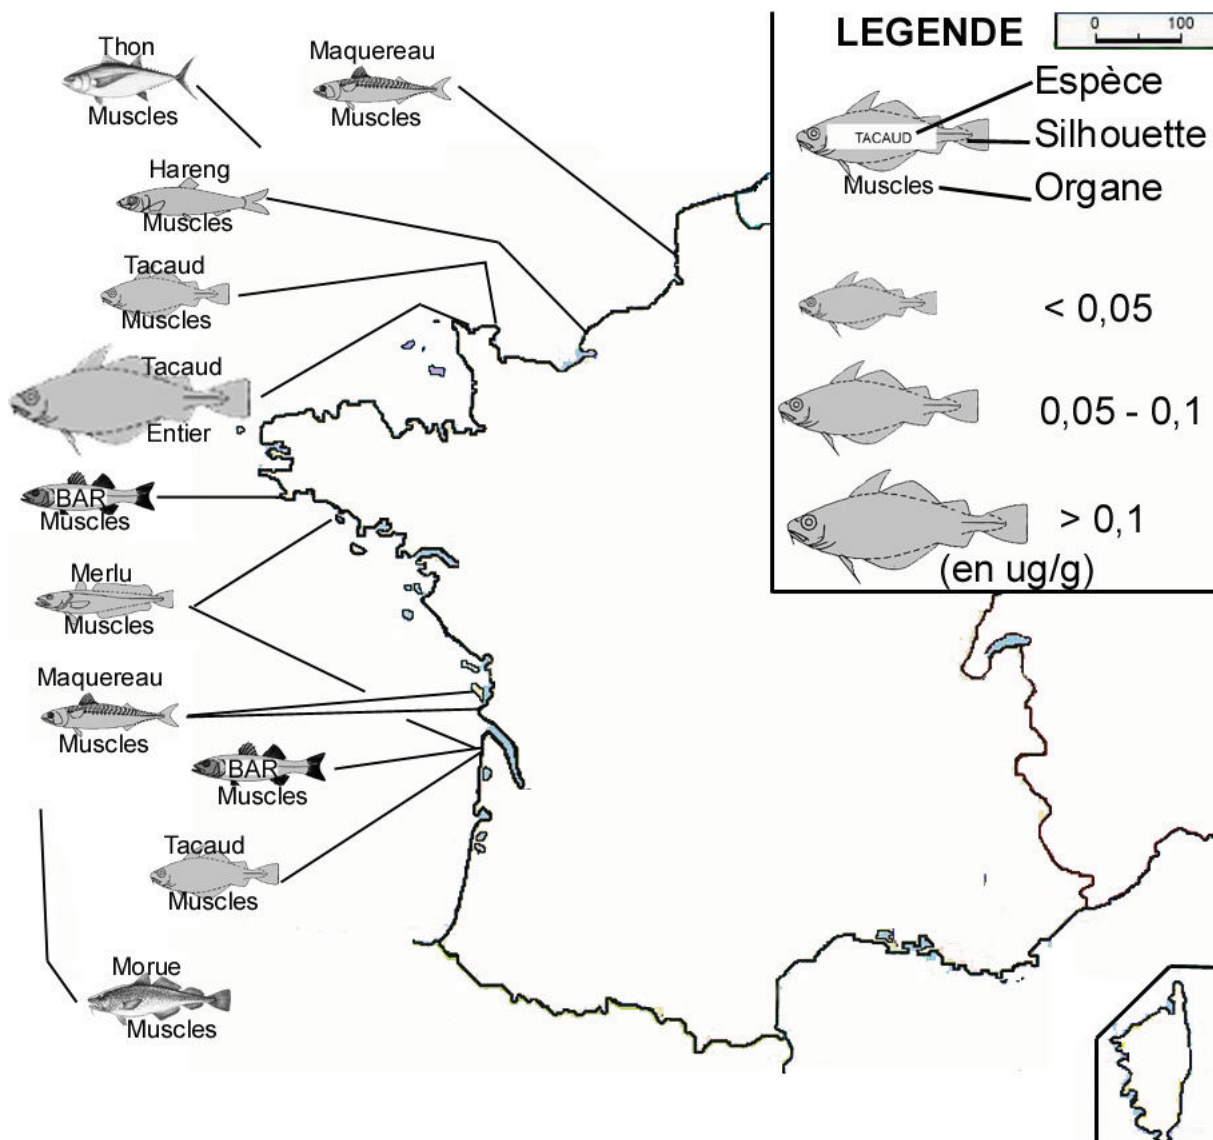 LEGENDE
0 100
Espèce
TACAUD
Silhouette
Muscles
Organe
< 0,05
0,05 - 0,1
> 0,1
(en ug/g)
Thon
Muscles
Maquereau
Muscles
Hareng
Muscles
Tacaud
Muscles
Tacaud
Entier
BAR
Muscles
Merlu
Muscles
Maquereau
Muscles
BAR
Muscles
Tacaud
Muscles
Morue
Muscles